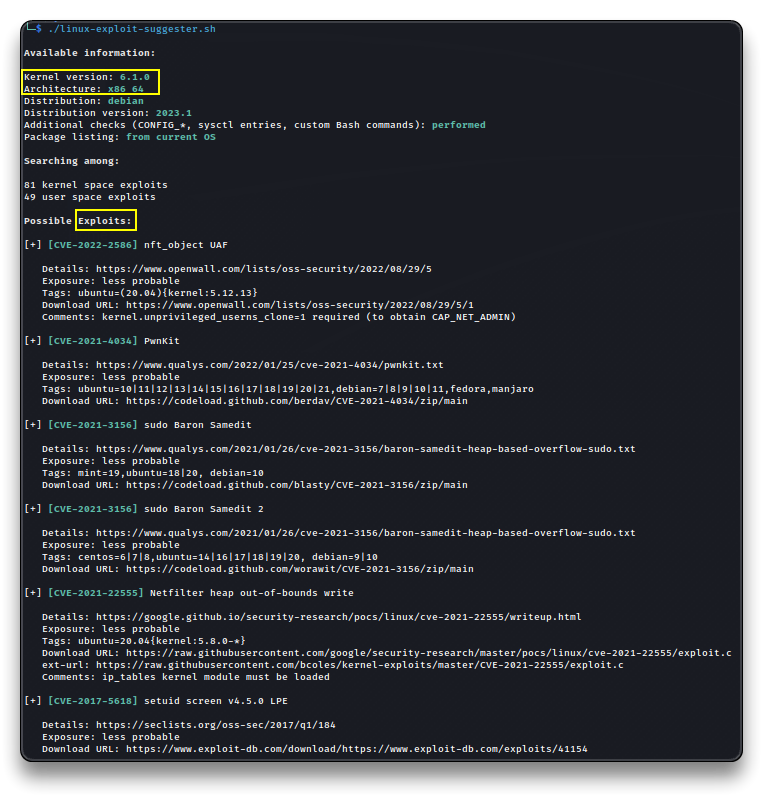 └─$ ./linux-exploit-suggester.sh
Available information:
Kernel version: 6.1.0
Architecture: x86_64
Distribution: debian
Distribution version: 2023.1
Additional checks (CONFIG_*, sysctl entries, custom Bash commands): performed
Package listing: from current OS
Searching among:
81 kernel space exploits
49 user space exploits
Possible Exploits:
[+] [CVE-2022-2586] nft_object UAF
Details: https://www.openwall.com/lists/oss-security/2022/08/29/5
Exposure: less probable
Tags: ubuntu=(20.04){kernel:5.12.13}
Download URL: https://www.openwall.com/lists/oss-security/2022/08/29/5/1
Comments: kernel.unprivileged_userns_clone=1 required (to obtain CAP_NET_ADMIN)
[+] [CVE-2021-4034] PwnKit
Details: https://www.qualys.com/2022/01/25/cve-2021-4034/pwnkit.txt
Exposure: less probable
Tags: ubuntu=10|11|12|13|14|15|16|17|18|19|20|21,debian=7|8|9|10|11,fedora,manjaro
Download URL: https://codeload.github.com/berdav/CVE-2021-4034/zip/main
[+] [CVE-2021-3156] sudo Baron Samedit
Details: https://www.qualys.com/2021/01/26/cve-2021-3156/baron-samedit-heap-based-overflow-sudo.txt
Exposure: less probable
Tags: mint=19,ubuntu=18|20, debian=10
Download URL: https://codeload.github.com/blasty/CVE-2021-3156/zip/main
[+] [CVE-2021-3156] sudo Baron Samedit 2
Details: https://www.qualys.com/2021/01/26/cve-2021-3156/baron-samedit-heap-based-overflow-sudo.txt
Exposure: less probable
Tags: centos=6|7|8,ubuntu=14|16|17|18|19|20, debian=9|10
Download URL: https://codeload.github.com/worawit/CVE-2021-3156/zip/main
[+] [CVE-2021-22555] Netfilter heap out-of-bounds write
Details: https://google.github.io/security-research/pocs/linux/cve-2021-22555/writeup.html
Exposure: less probable
Tags: ubuntu=20.04{kernel:5.8.0-*}
Download URL: https://raw.githubusercontent.com/google/security-research/master/pocs/linux/cve-2021-22555/exploit.c
ext-url: https://raw.githubusercontent.com/bcoles/kernel-exploits/master/CVE-2021-22555/exploit.c
Comments: ip_tables kernel module must be loaded
[+] [CVE-2017-5618] setuid screen v4.5.0 LPE
Details: https://seclists.org/oss-sec/2017/q1/184
Exposure: less probable
Download URL: https://www.exploit-db.com/download/https://www.exploit-db.com/exploits/41154